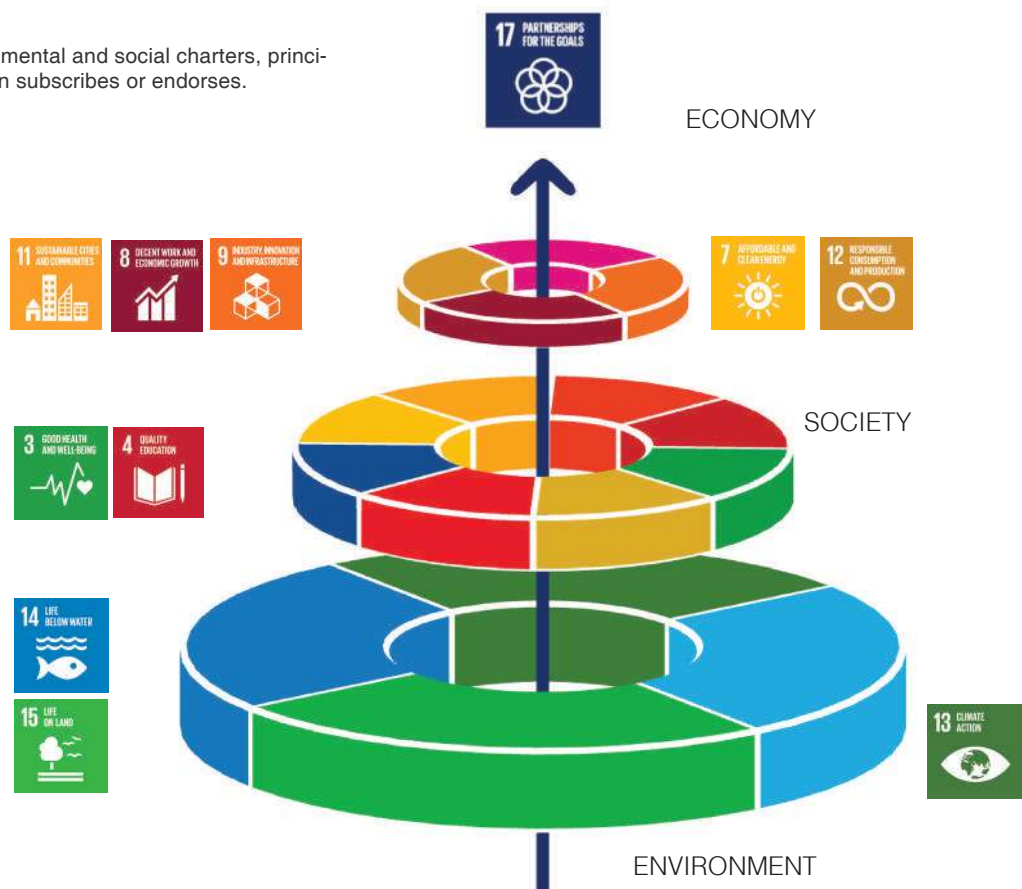 mental and social charters, princi-
n subscribes or endorses.
17 PARTNERSHIPS
FOR THE GOALS
ECONOMY
11 SUSTAINABLE CITIES
AND COMMUNITIES
8 DECENT WORK AND
ECONOMIC GROWTH
9 INDUSTRY, INNOVATION
AND INFRASTRUCTURE
7 AFFORDABLE AND
CLEAN ENERGY
12 RESPONSIBLE
CONSUMPTION
AND PRODUCTION
SOCIETY
3 GOOD HEALTH
AND WELL-BEING
4 QUALITY
EDUCATION
14 LIFE
BELOW WATER
15 LIFE
ON LAND
13 CLIMATE
ACTION
ENVIRONMENT